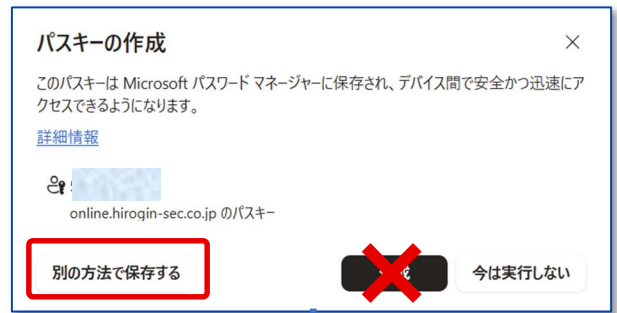 パスキーの作成
このパスキーは Microsoft パスワード マネージャーに保存され、デバイス間で安全かつ迅速にア
クセスできるようになります。
詳細情報
online.hirogin-sec.co.jp のパスキー
別の方法で保存する
今は実行しない